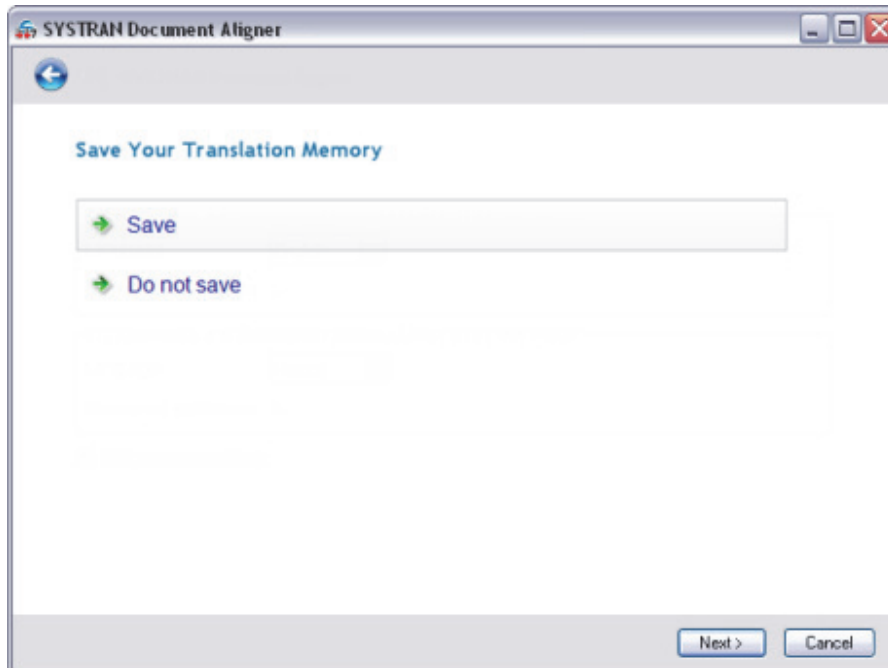 SYSTRAN Document Aligner
Save Your Translation Memory
Save
Do not save
Next >
Cancel